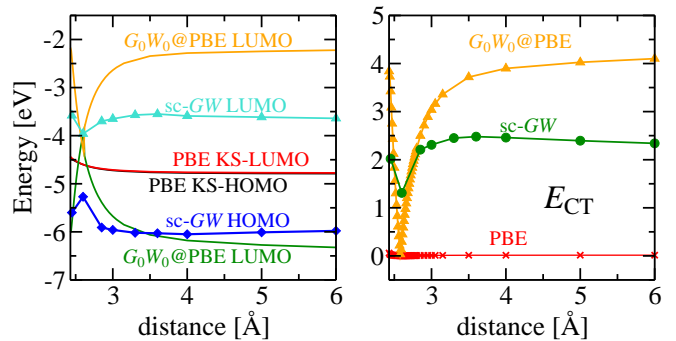 -2
-3
-4
-5
-6
-7
Energy [eV]
3
4
5
6
distance [Å]
G0W0@PBE LUMO
sc-GW LUMO
PBE KS-LUMO
PBE KS-HOMO
sc-GW HOMO
G0W0@PBE LUMO
5
4
3
2
1
0
3
4
5
6
distance [Å]
G0W0@PBE
sc-GW
ECT
PBE